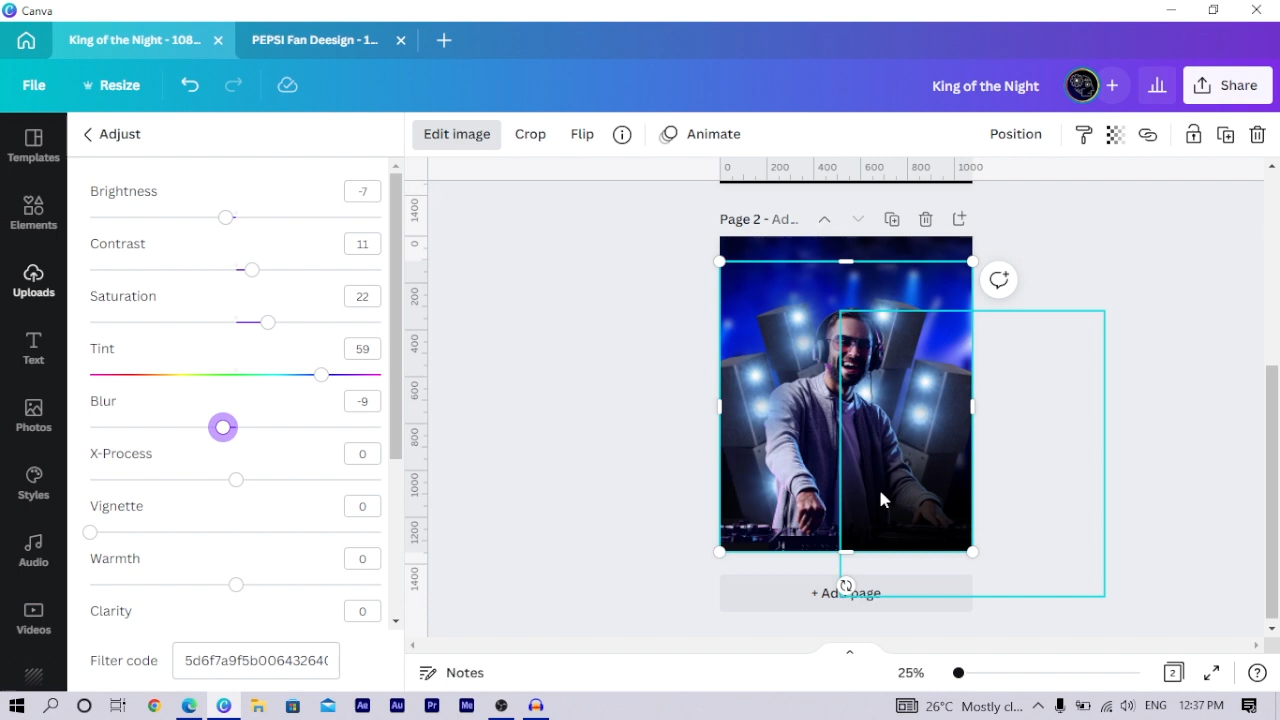 Canva
King of the Night - 108...
PEPSI Fan Deesign - 1...
File
Resize
King of the Night
Share
Templates
Elements
Uploads
Text
Photos
Styles
Audio
Videos
Adjust
Brightness -7
Contrast 11
Saturation 22
Tint 59
Blur -9
X-Process 0
Vignette 0
Warmth 0
Clarity 0
Filter code
Edit image
Crop
Flip
Animate
Position
0 200 400 600 800 1000
1400
0
200
400
600
800
1000
1200
1400
Page 2 - Ad...
+ Add page
Notes
25%
2
Ae
Au
Pr
Me
26°C Mostly cl...
ENG
12:37 PM